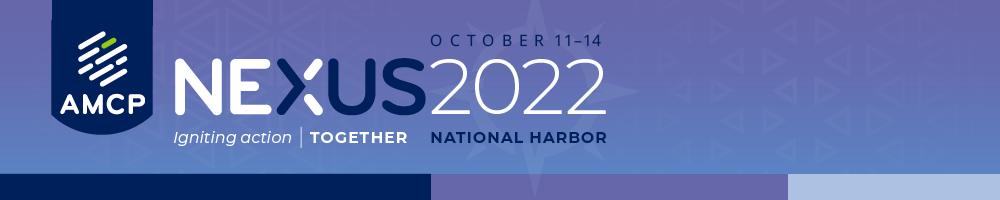 AMCP
OCTOBER 11–14
NEXUS2022
Igniting action | TOGETHER
NATIONAL HARBOR